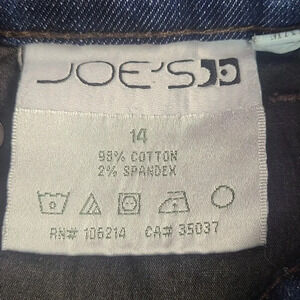 JOE'S
14
98% COTTON
2% SPANDEX
RN# 106214 CA# 35037